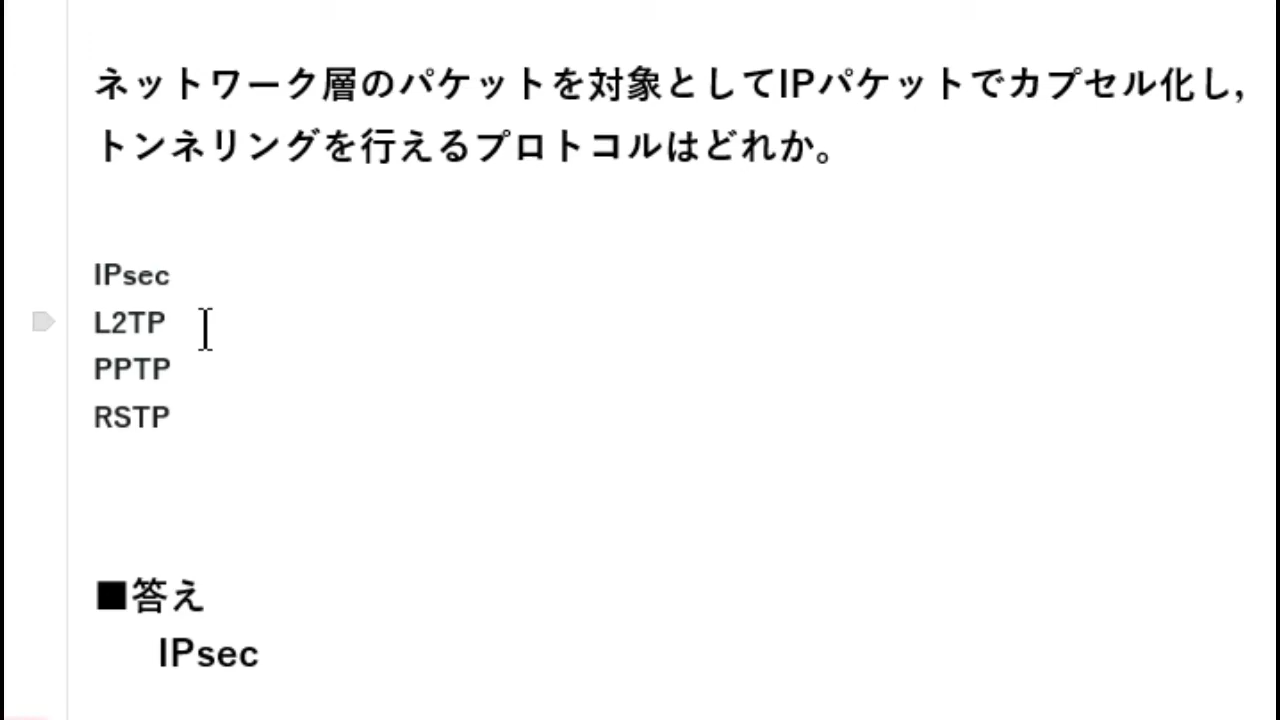 ネットワーク層のパケットを対象としてIPパケットでカプセル化し,
トンネリングを行えるプロトコルはどれか。
IPsec
L2TP
PPTP
RSTP
■答え
IPsec